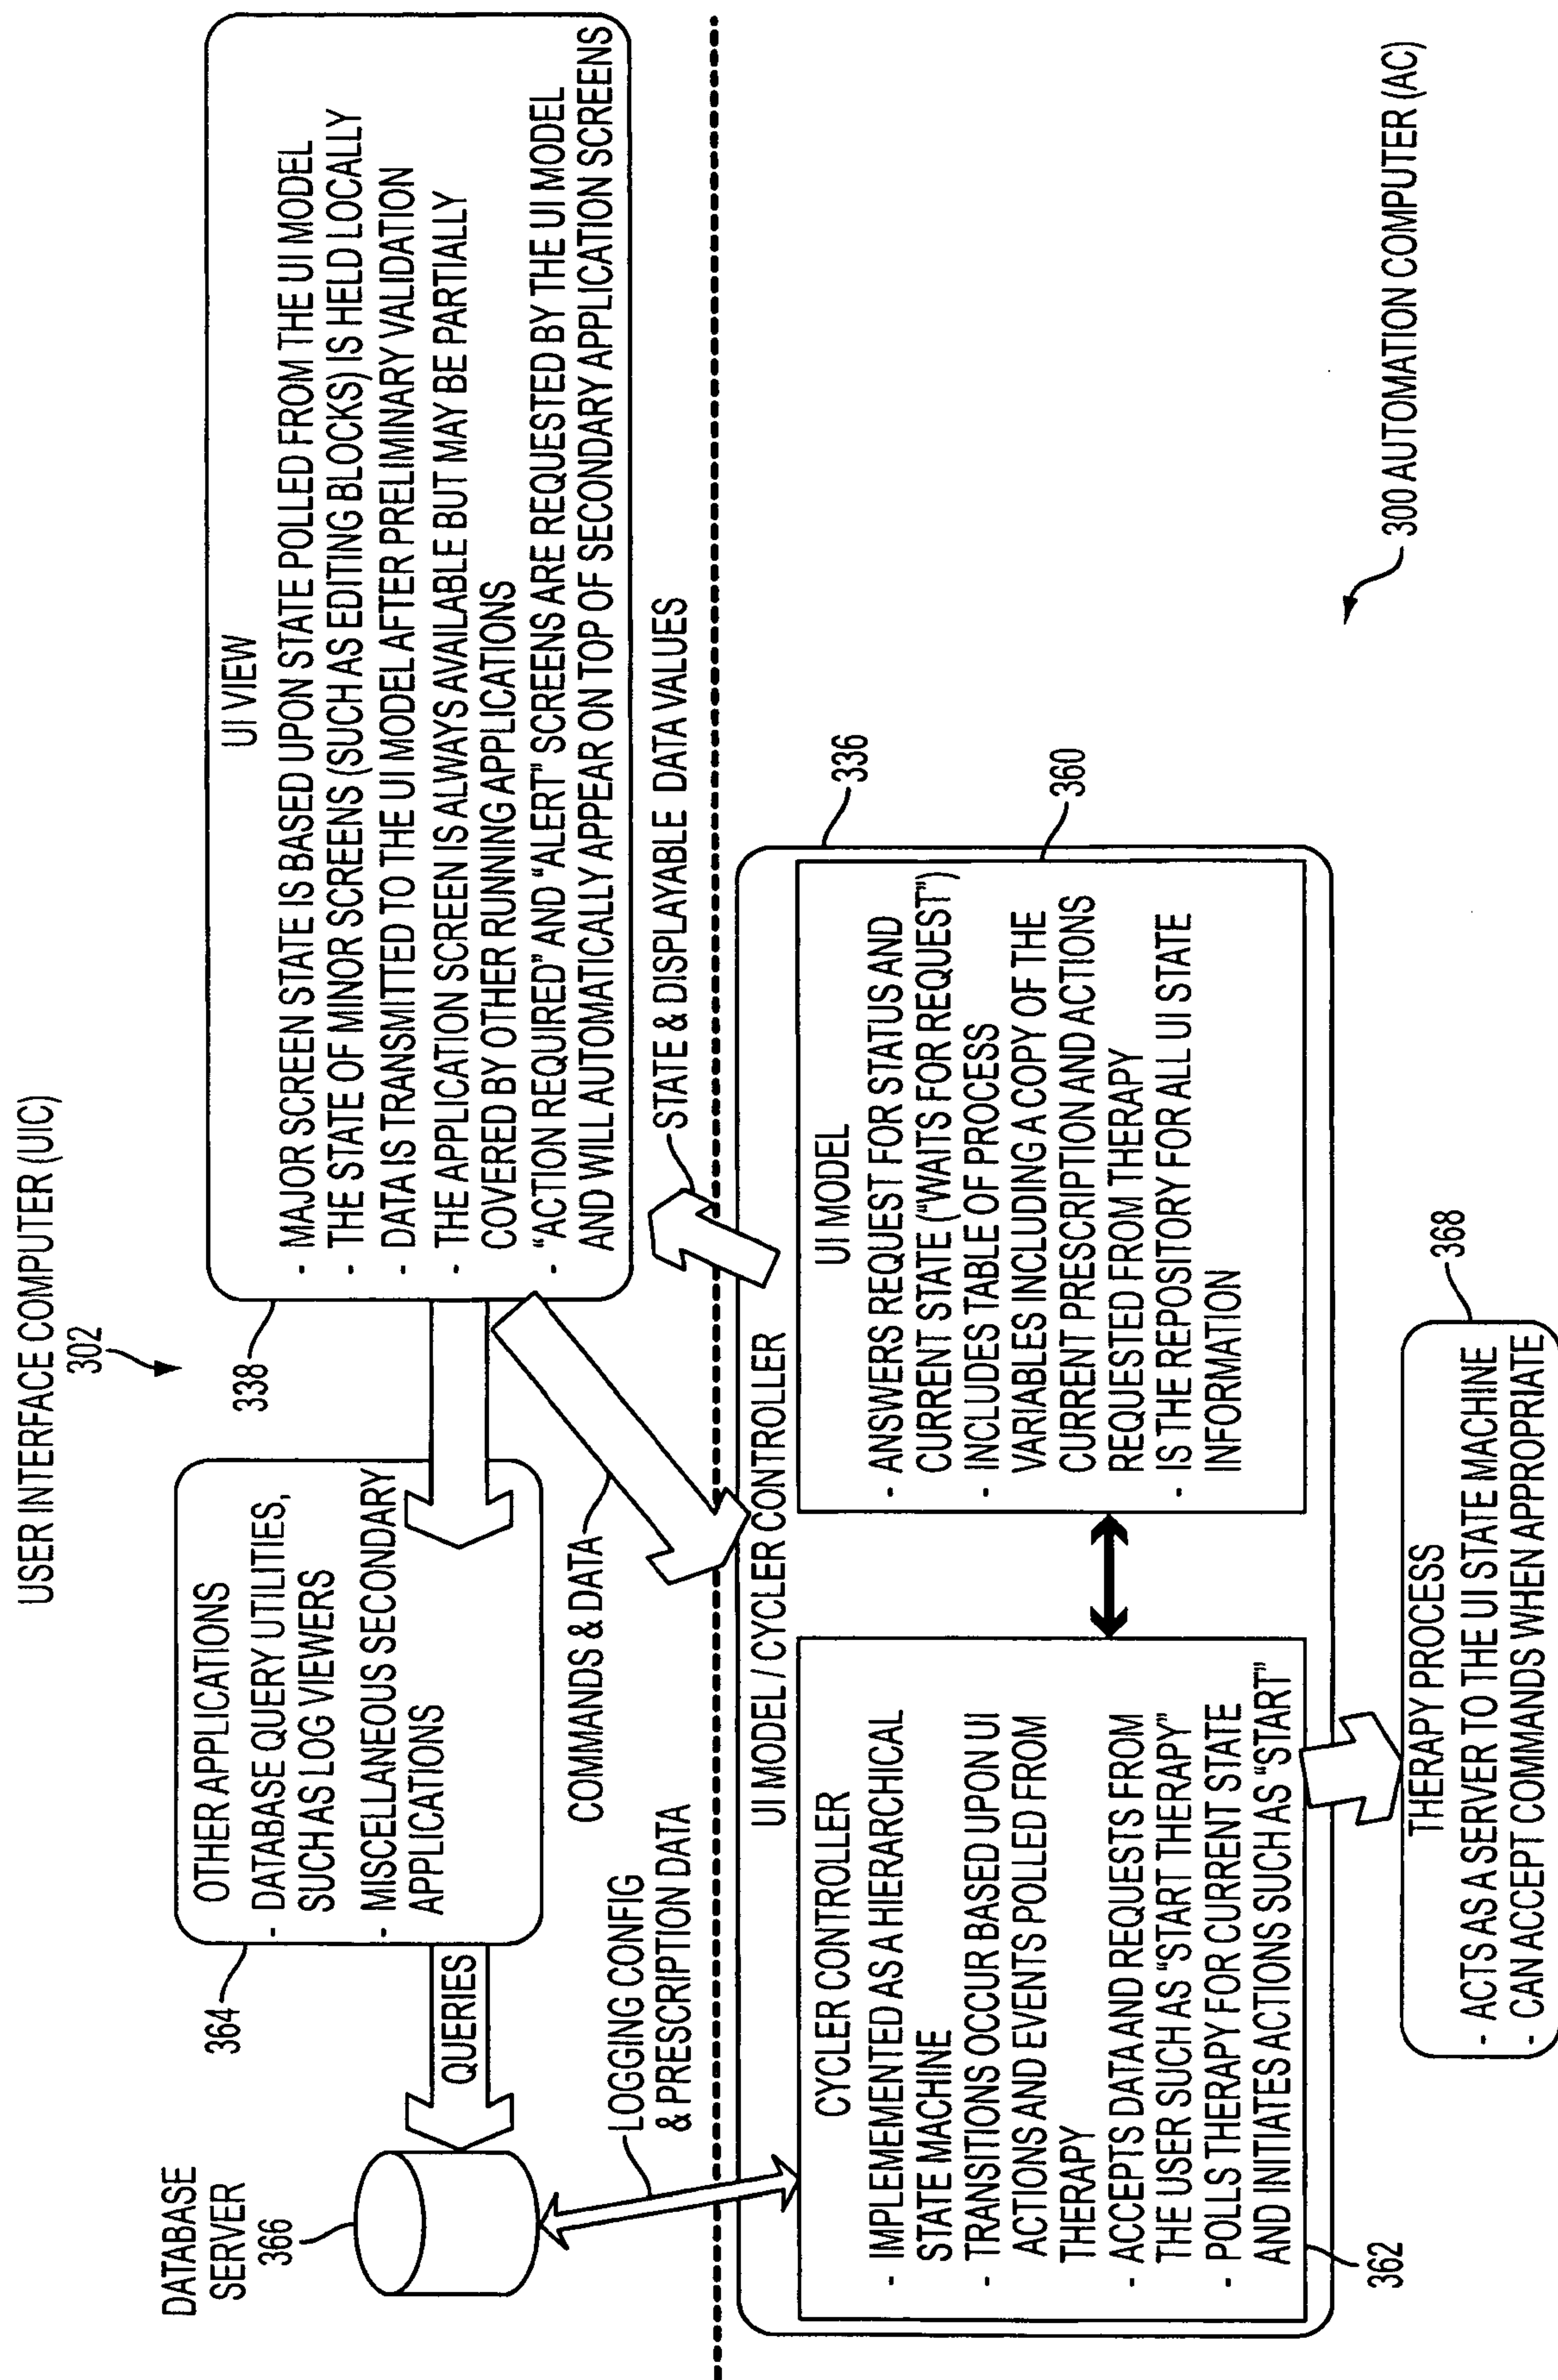 USER INTERFACE COMPUTER (UIC)
302
DATABASE
SERVER
366
QUERIES
364
OTHER APPLICATIONS
- DATABASE QUERY UTILITIES,
SUCH AS LOG VIEWERS
- MISCELLANEOUS SECONDARY
APPLICATIONS
338
UI VIEW
- MAJOR SCREEN STATE IS BASED UPON STATE POLLED FROM THE UI MODEL
- THE STATE OF MINOR SCREENS (SUCH AS EDITING BLOCKS) IS HELD LOCALLY
- DATA IS TRANSMITTED TO THE UI MODEL AFTER PRELIMINARY VALIDATION
- THE APPLICATION SCREEN IS ALWAYS AVAILABLE BUT MAY BE PARTIALLY
COVERED BY OTHER RUNNING APPLICATIONS
- "ACTION REQUIRED" AND "ALERT" SCREENS ARE REQUESTED BY THE UI MODEL
AND WILL AUTOMATICALLY APPEAR ON TOP OF SECONDARY APPLICATION SCREENS
LOGGING CONFIG
& PRESCRIPTION DATA
COMMANDS & DATA
STATE & DISPLAYABLE DATA VALUES
UI MODEL / CYCLER CONTROLLER
336
CYCLER CONTROLLER
- IMPLEMEMENTED AS A HIERARCHICAL
STATE MACHINE
- TRANSITIONS OCCUR BASED UPON UI
ACTIONS AND EVENTS POLLED FROM
THERAPY
- ACCEPTS DATA AND REQUESTS FROM
THE USER SUCH AS "START THERAPY"
- POLLS THERAPY FOR CURRENT STATE
AND INITIATES ACTIONS SUCH AS "START"
362
UI MODEL
- ANSWERS REQUEST FOR STATUS AND
CURRENT STATE ("WAITS FOR REQUEST")
- INCLUDES TABLE OF PROCESS
VARIABLES INCLUDING A COPY OF THE
CURRENT PRESCRIPTION AND ACTIONS
REQUESTED FROM THERAPY
- IS THE REPOSITORY FOR ALL UI STATE
INFORMATION
360
THERAPY PROCESS
- ACTS AS A SERVER TO THE UI STATE MACHINE
- CAN ACCEPT COMMANDS WHEN APPROPRIATE
368
300 AUTOMATION COMPUTER (AC)